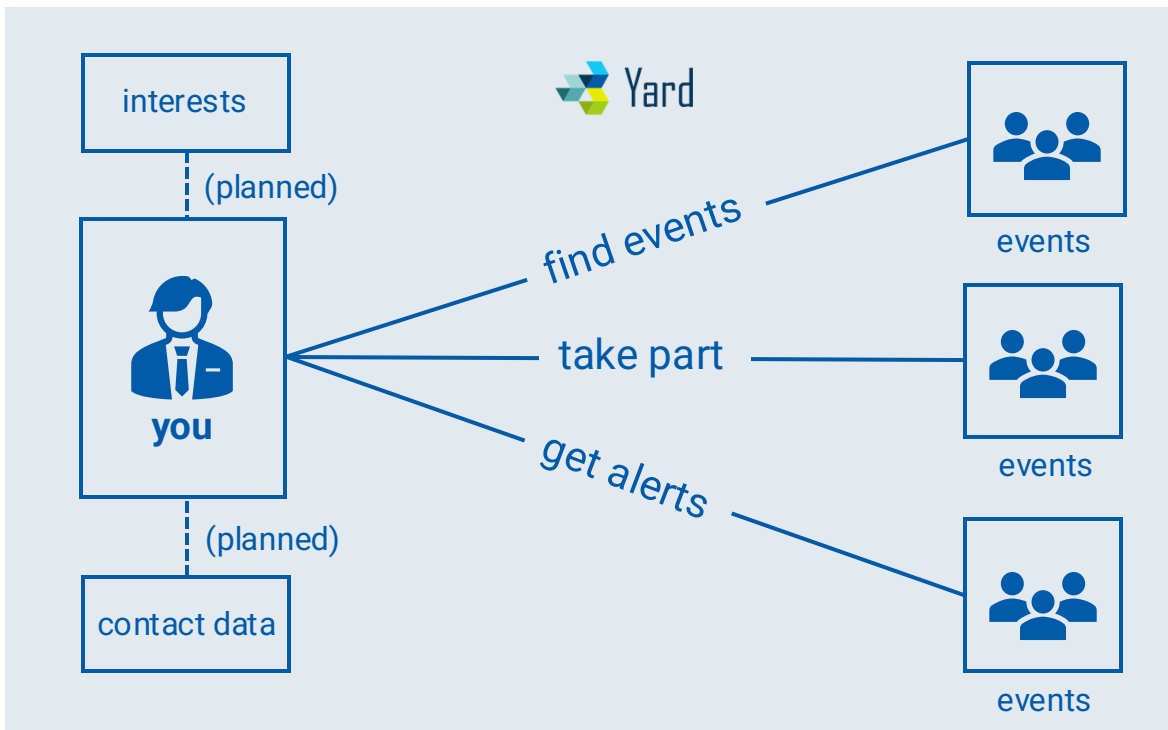 Yard
interests
(planned)
you
(planned)
contact data
find events
take part
get alerts
events
events
events